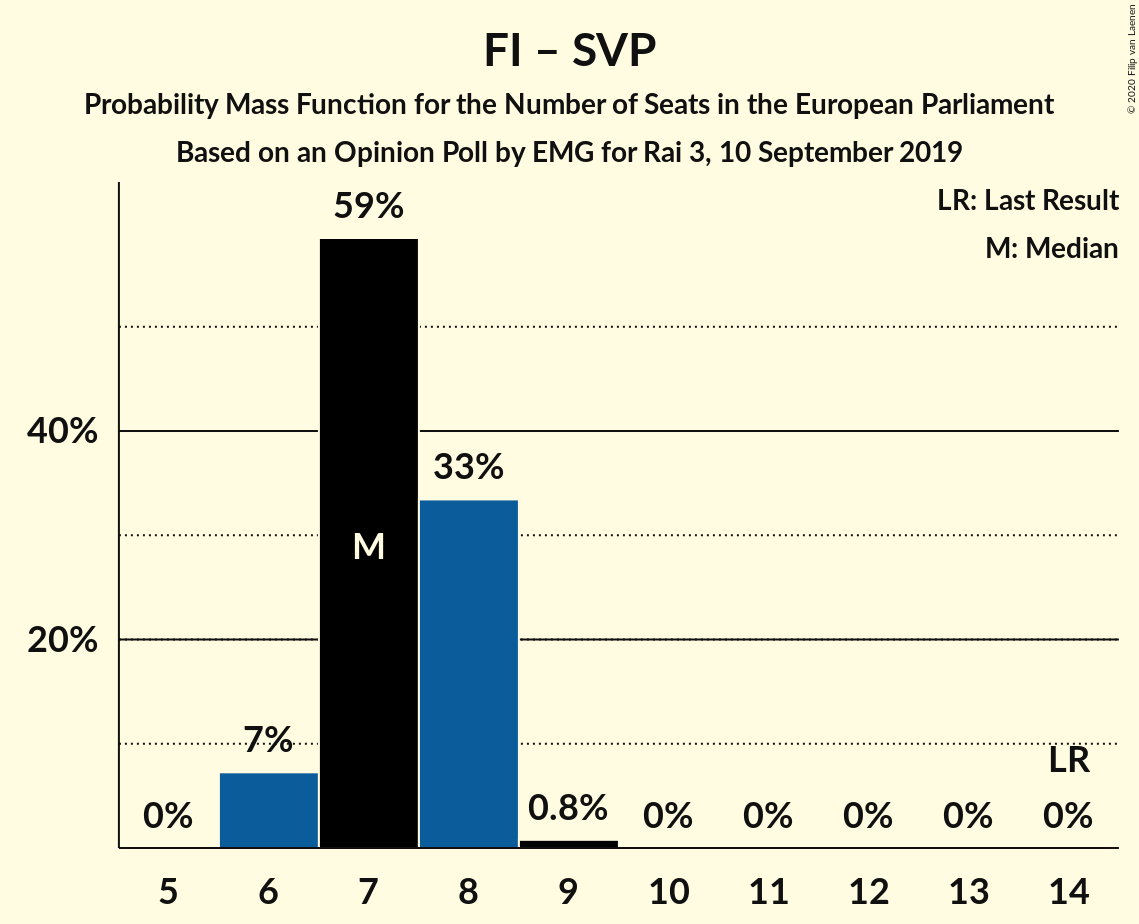 FI – SVP
Probability Mass Function for the Number of Seats in the European Parliament
Based on an Opinion Poll by EMG for Rai 3, 10 September 2019
© 2020 Filip van Laenen
LR: Last Result
M: Median
59%
40%
33%
M
20%
7%
LR
0%
0.8%
0%
0%
0%
0%
0%
5 6 7 8 9 10 11 12 13 14